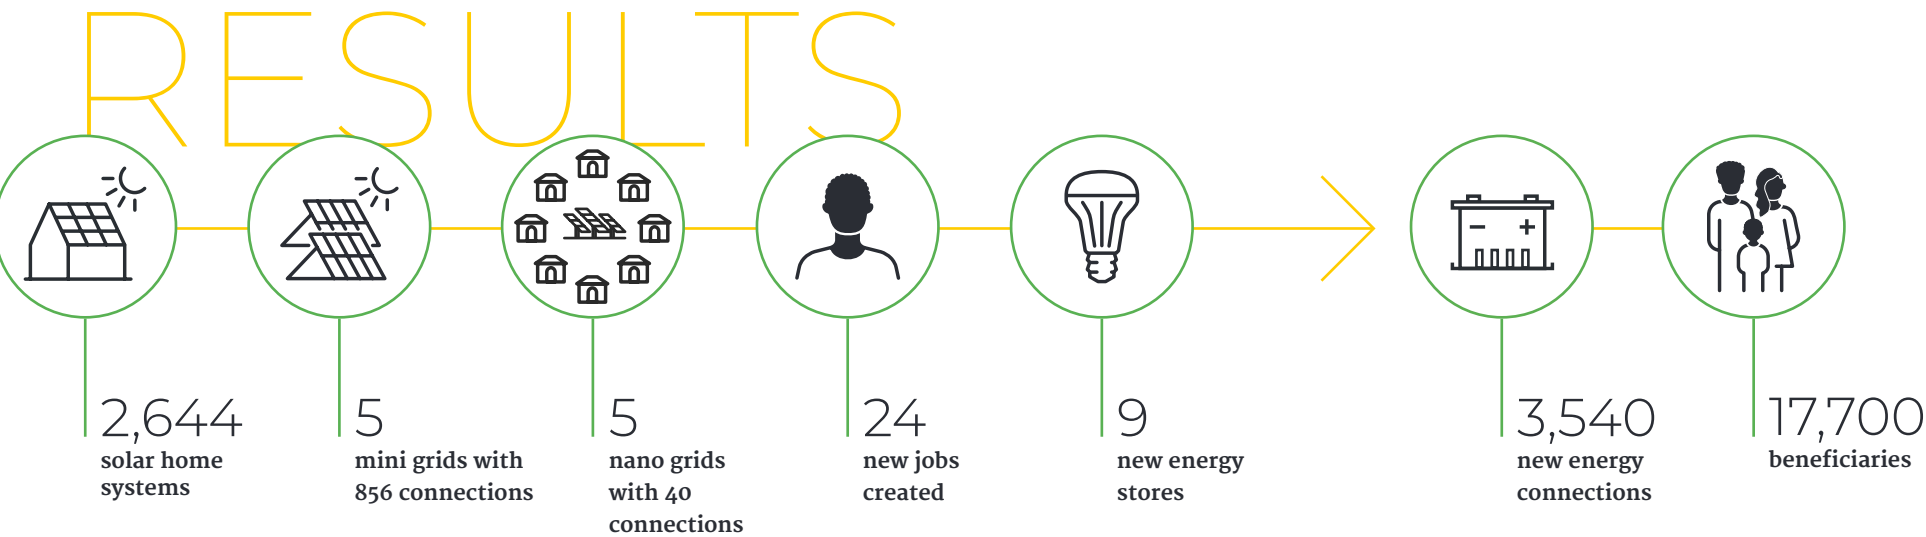 RESULTS
2,644
solar home
systems
5
mini grids with
856 connections
5
nano grids
with 40
connections
24
new jobs
created
9
new energy
stores
3,540
new energy
connections
17,700
beneficiaries